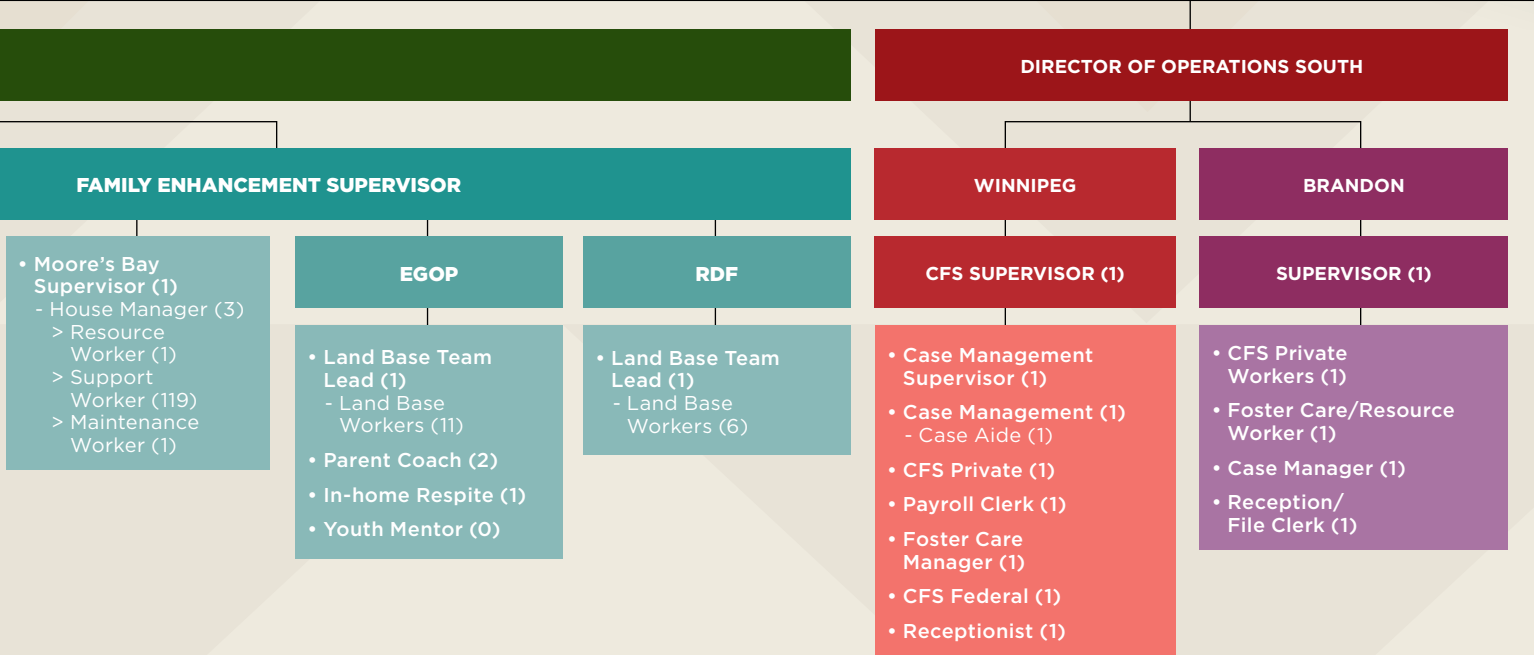 DIRECTOR OF OPERATIONS SOUTH
FAMILY ENHANCEMENT SUPERVISOR
WINNIPEG
BRANDON
• Moore’s Bay
Supervisor (1)
- House Manager (3)
> Resource
Worker (1)
> Support
Worker (119)
> Maintenance
Worker (1)
EGOP
• Land Base Team
Lead (1)
- Land Base
Workers (11)
• Parent Coach (2)
• In-home Respite (1)
• Youth Mentor (0)
RDF
• Land Base Team
Lead (1)
- Land Base
Workers (6)
CFS SUPERVISOR (1)
• Case Management
Supervisor (1)
• Case Management (1)
- Case Aide (1)
• CFS Private (1)
• Payroll Clerk (1)
• Foster Care
Manager (1)
• CFS Federal (1)
• Receptionist (1)
SUPERVISOR (1)
• CFS Private
Workers (1)
• Foster Care/Resource
Worker (1)
• Case Manager (1)
• Reception/
File Clerk (1)